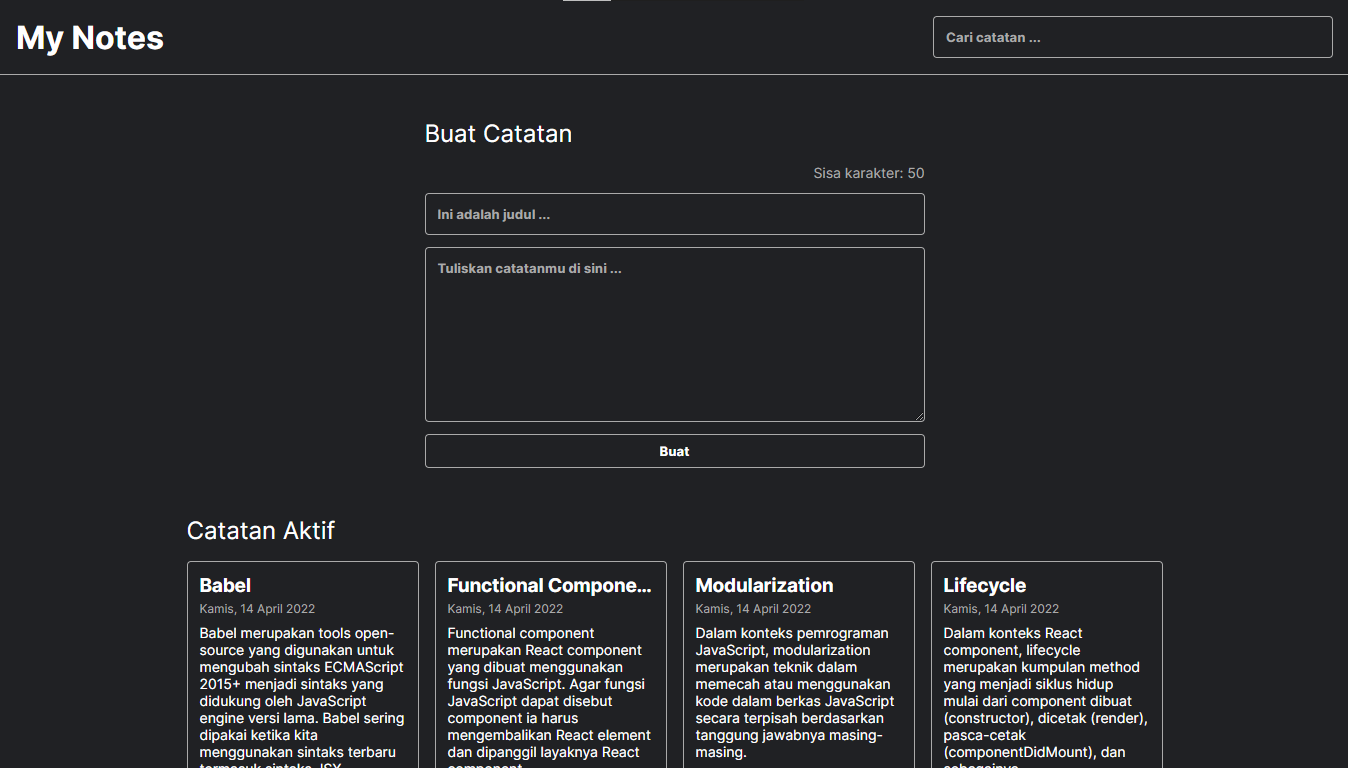 My Notes
Cari catatan ...
Buat Catatan
Sisa karakter: 50
Ini adalah judul ...
Tuliskan catatanmu di sini ...
Buat
Catatan Aktif
Babel
Kamis, 14 April 2022
Babel merupakan tools open-
source yang digunakan untuk
mengubah sintaks ECMAScript
2015+ menjadi sintaks yang
didukung oleh JavaScript
engine versi lama. Babel sering
dipakai ketika kita
menggunakan sintaks terbaru
termasuk sintaks JSX.
Functional Compone...
Kamis, 14 April 2022
Functional component
merupakan React component
yang dibuat menggunakan
fungsi JavaScript. Agar fungsi
JavaScript dapat disebut
component ia harus
mengembalikan React element
dan dipanggil layaknya React
component.
Modularization
Kamis, 14 April 2022
Dalam konteks pemrograman
JavaScript, modularization
merupakan teknik dalam
memecah atau menggunakan
kode dalam berkas JavaScript
secara terpisah berdasarkan
tanggung jawabnya masing-
masing.
Lifecycle
Kamis, 14 April 2022
Dalam konteks React
component, lifecycle
merupakan kumpulan method
yang menjadi siklus hidup
mulai dari component dibuat
(constructor), dicetak (render),
pasca-cetak
(componentDidMount), dan
sebagainya.